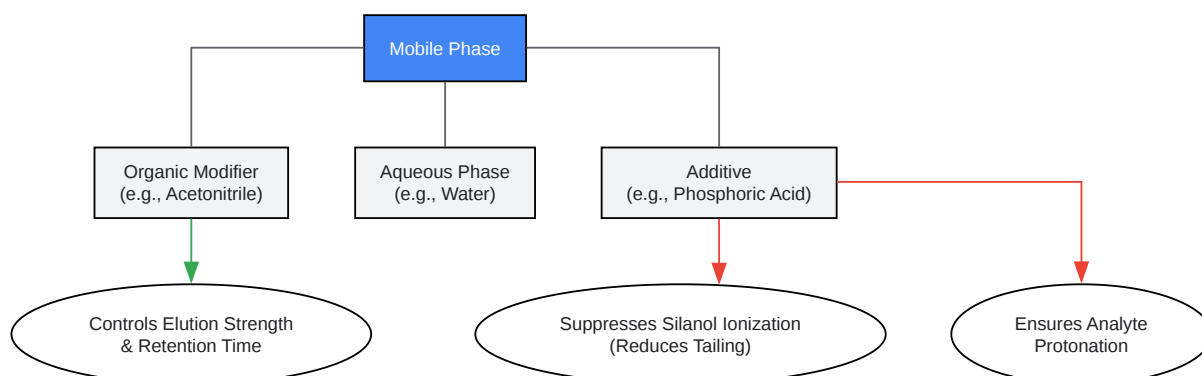 Mobile Phase
Organic Modifier
(e.g., Acetonitrile)
Aqueous Phase
(e.g., Water)
Additive
(e.g., Phosphoric Acid)
Controls Elution Strength
& Retention Time
Suppresses Silanol Ionization
(Reduces Tailing)
Ensures Analyte
Protonation